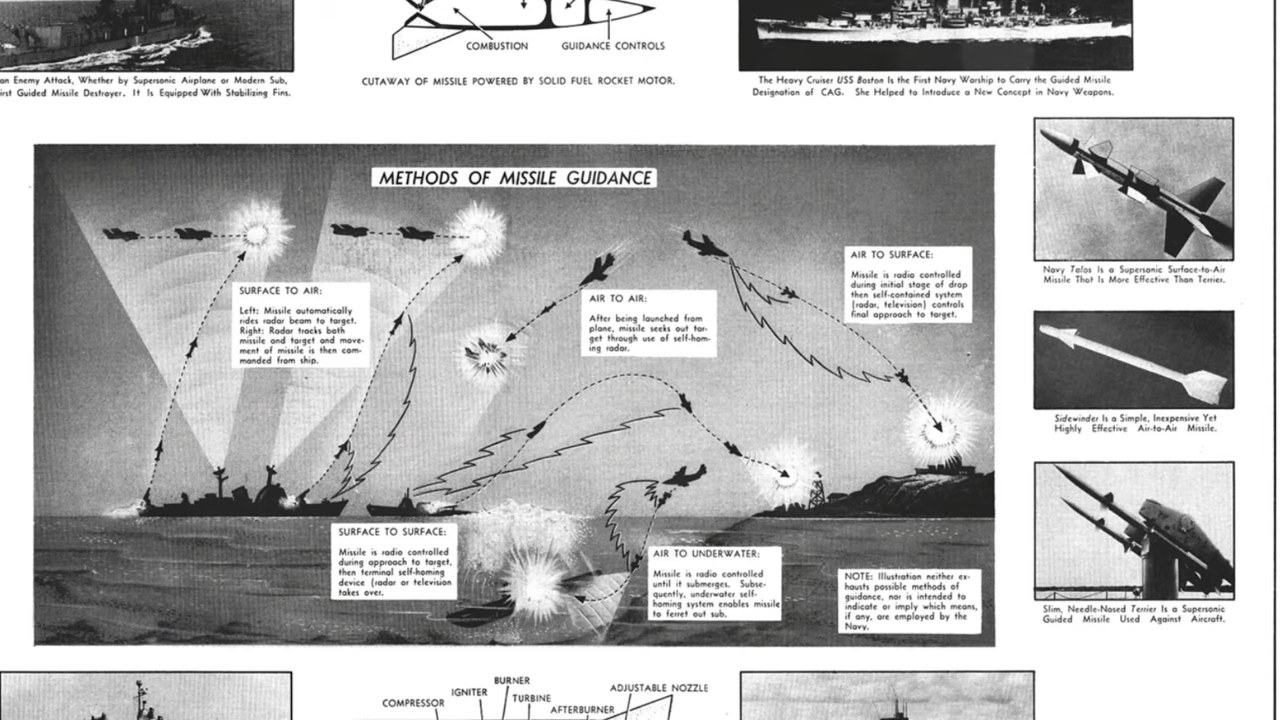 COMBUSTION
GUIDANCE CONTROLS
an Enemy Attack, Whether by Supersonic Airplane or Modern Sub,
irst Guided Missile Destroyer. It Is Equipped With Stabilizing Fins.
CUTAWAY OF MISSILE POWERED BY SOLID FUEL ROCKET MOTOR.
The Heavy Cruiser USS Boston Is the First Navy Warship to Carry the Guided Missile
Designation of CAG. She Helped to Introduce a New Concept in Navy Weapons.
METHODS OF MISSILE GUIDANCE
SURFACE TO AIR:
Left: Missile automatically
rides radar beam to target.
Right: Radar tracks both
missile and target and move-
ment of missile is then com-
manded from ship.
AIR TO AIR:
After being launched from
plane, missile seeks out tar-
get through use of self-hom-
ing radar.
AIR TO SURFACE:
Missile is radio controlled
during initial stage of drop
then self-contained system
(radar, television) controls
final approach to target.
SURFACE TO SURFACE:
Missile is radio controlled
during approach to target,
then terminal self-homing
device (radar or television
takes over.
AIR TO UNDERWATER:
Missile is radio controlled
until it submerges. Subse-
quently, underwater self-
homing system enables missile
to ferret out sub.
NOTE: Illustration neither ex-
hausts possible methods of
guidance, nor is intended to
indicate or imply which means,
if any, are employed by the
Navy.
Navy Talos Is a Supersonic Surface-to-Air
Missile That Is More Effective Than Terrier.
Sidewinder Is a Simple, Inexpensive Yet
Highly Effective Air-to-Air Missile.
Slim, Needle-Nosed Terrier Is a Supersonic
Guided Missile Used Against Aircraft.
COMPRESSOR
IGNITER
BURNER
TURBINE
AFTERBURNER
ADJUSTABLE NOZZLE